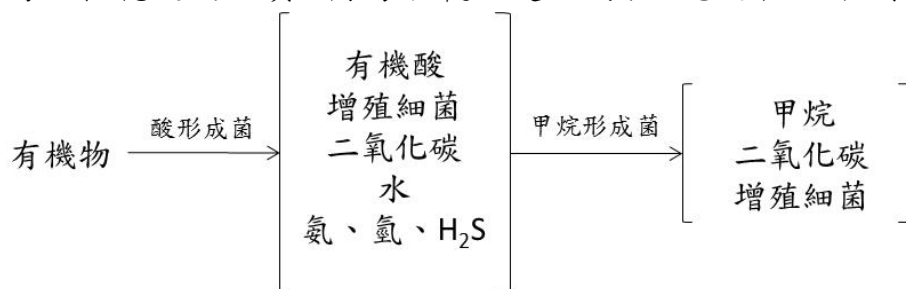 有機物
酸形成菌
有機酸
增殖細菌
二氧化碳
水
氨、氫、H₂S
甲烷形成菌
甲烷
二氧化碳
增殖細菌